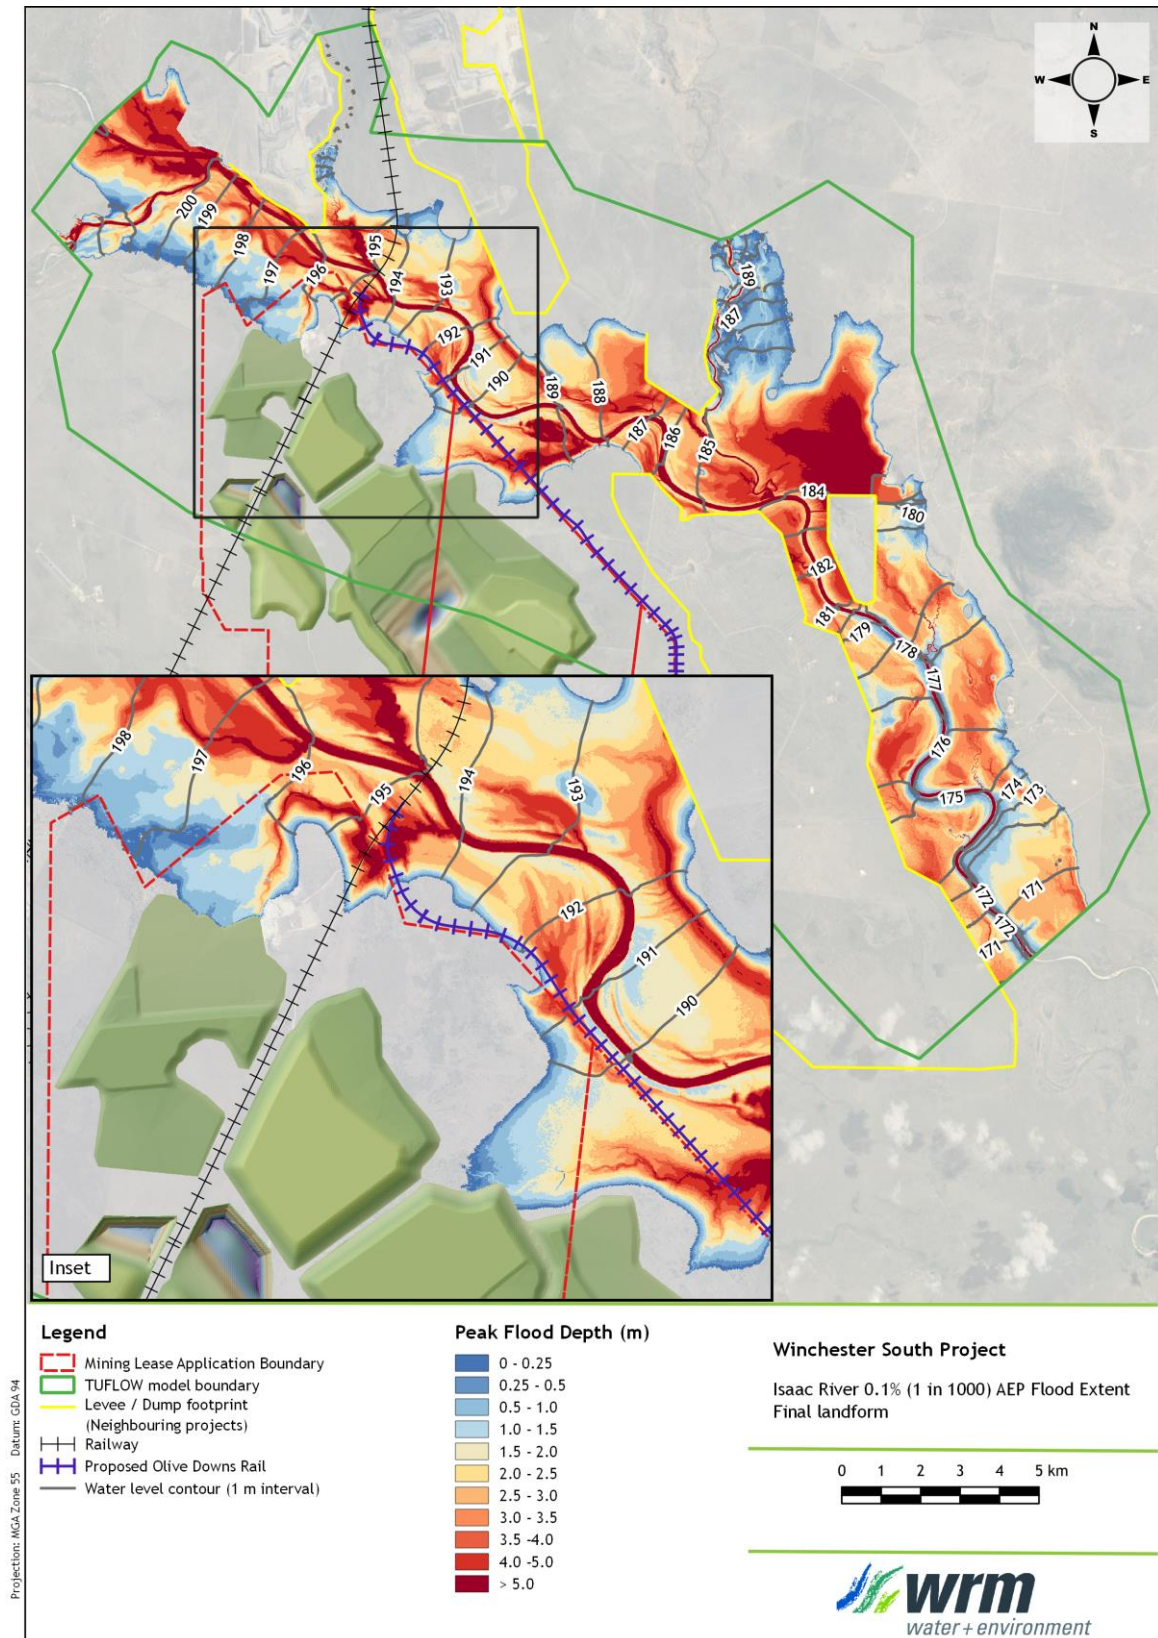 N
W E
S
200
199
198
197
196
195
194
193
192
191
190
189
188
187
186
185
184
189
187
180
182
181
179
178
177
176
175
174
173
172
172
171
171
198
197
196
195
194
193
192
191
190
Inset
Legend
Mining Lease Application Boundary
TUFLOW model boundary
Levee / Dump footprint
(Neighbouring projects)
Railway
Proposed Olive Downs Rail
Water level contour (1 m interval)
Peak Flood Depth (m)
0 - 0.25
0.25 - 0.5
0.5 - 1.0
1.0 - 1.5
1.5 - 2.0
2.0 - 2.5
2.5 - 3.0
3.0 - 3.5
3.5 -4.0
4.0 -5.0
> 5.0
Winchester South Project
Isaac River 0.1% (1 in 1000) AEP Flood Extent
Final landform
0 1 2 3 4 5 km
wrm
water + environment
Projection: MGA Zone 55 Datum: GDA 94